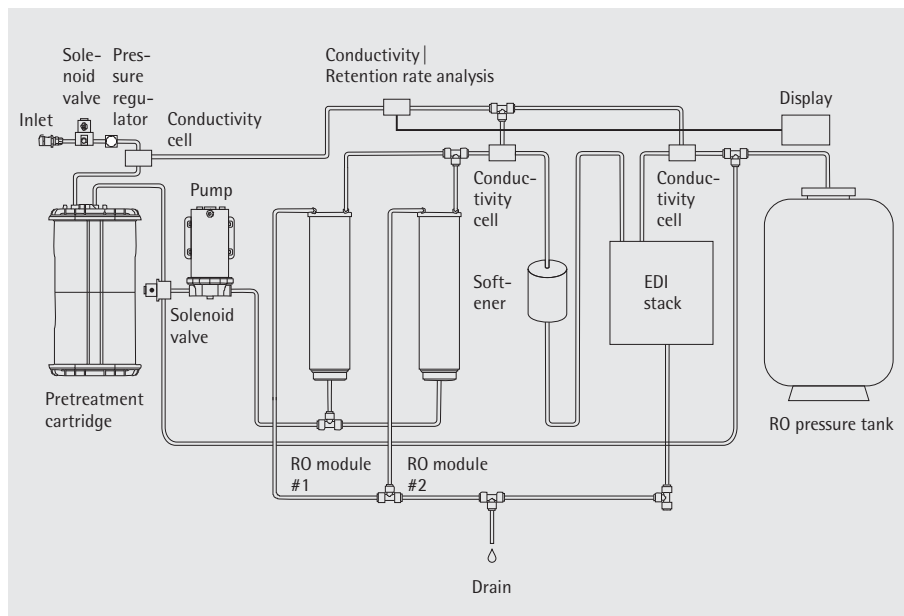 Sole-
noid
valve
Pres-
sure
regu-
lator
Inlet
Conductivity
cell
Conductivity |
Retention rate analysis
Display
Pump
Conduc-
tivity
cell
Conduc-
tivity
cell
Soft-
ener
EDI
stack
Solenoid
valve
Pretreatment
cartridge
RO pressure tank
RO module
#1
RO module
#2
Drain